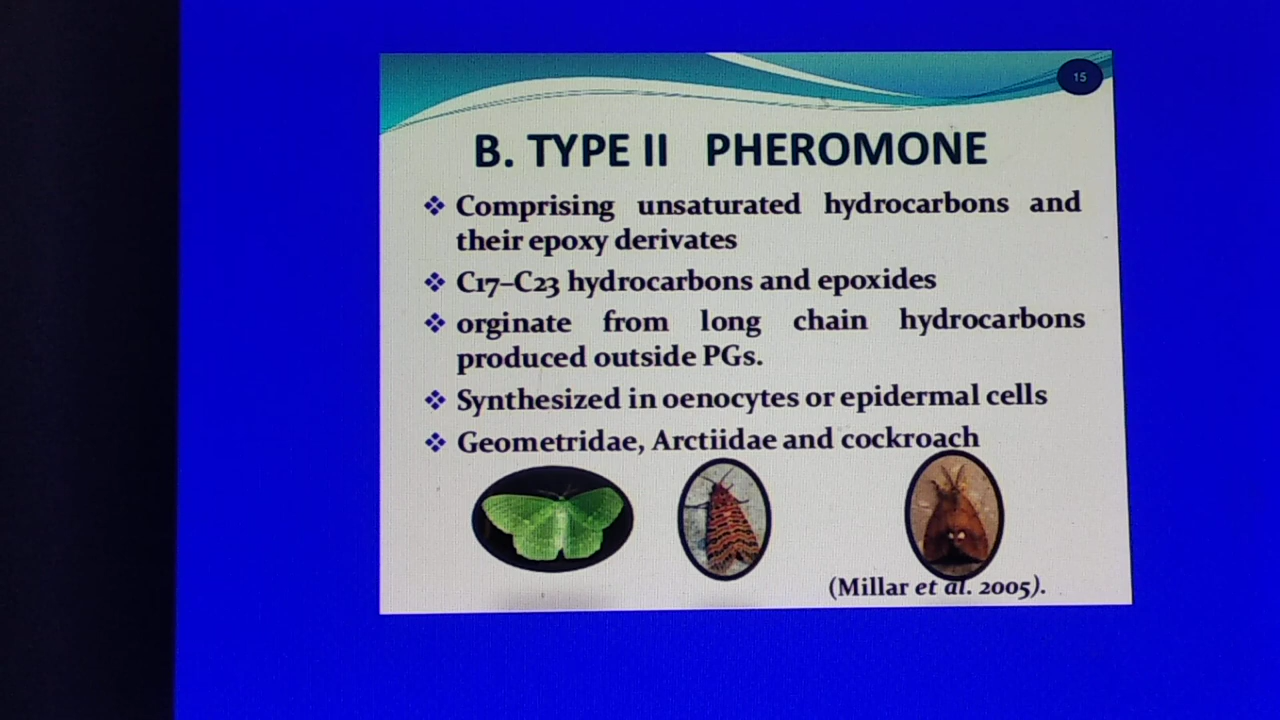 15
B. TYPE II PHEROMONE
❖ Comprising unsaturated hydrocarbons and
their epoxy derivates
❖ C17–C23 hydrocarbons and epoxides
❖ orginate from long chain hydrocarbons
produced outside PGs.
❖ Synthesized in oenocytes or epidermal cells
❖ Geometridae, Arctiidae and cockroach
(Millar et al. 2005).